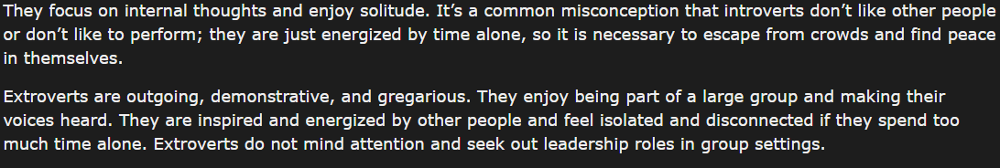 They focus on internal thoughts and enjoy solitude. It’s a common misconception that introverts don’t like other people
or don’t like to perform; they are just energized by time alone, so it is necessary to escape from crowds and find peace
in themselves.
Extroverts are outgoing, demonstrative, and gregarious. They enjoy being part of a large group and making their
voices heard. They are inspired and energized by other people and feel isolated and disconnected if they spend too
much time alone. Extroverts do not mind attention and seek out leadership roles in group settings.